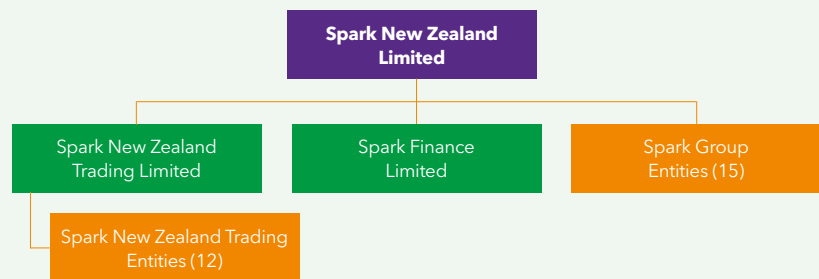 Spark New Zealand
Limited
Spark New Zealand
Trading Limited
Spark Finance
Limited
Spark Group
Entities (15)
Spark New Zealand Trading
Entities (12)